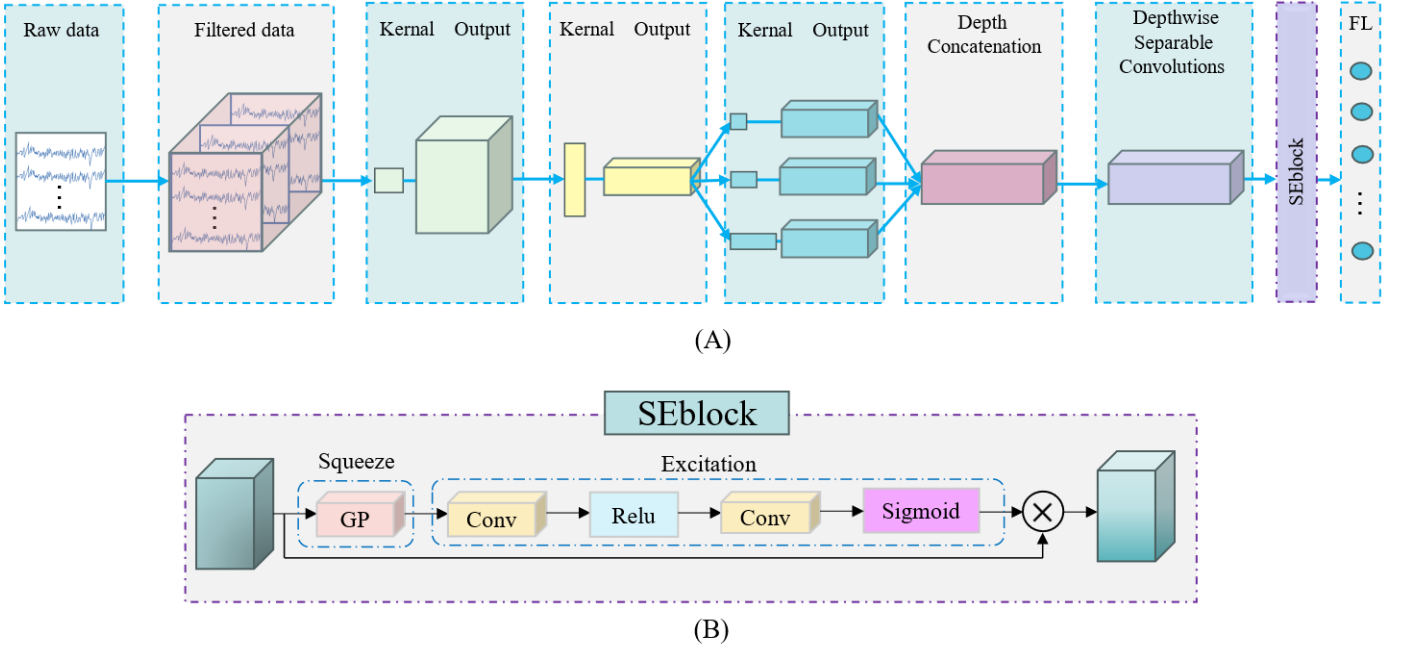 Raw data
Filtered data
Kernal Output
Kernal Output
Kernal Output
Depth
Concatenation
Depthwise
Separable
Convolutions
SEblock
FL
(A)
SEblock
Squeeze
Excitation
GP
Conv
Relu
Conv
Sigmoid
(B)